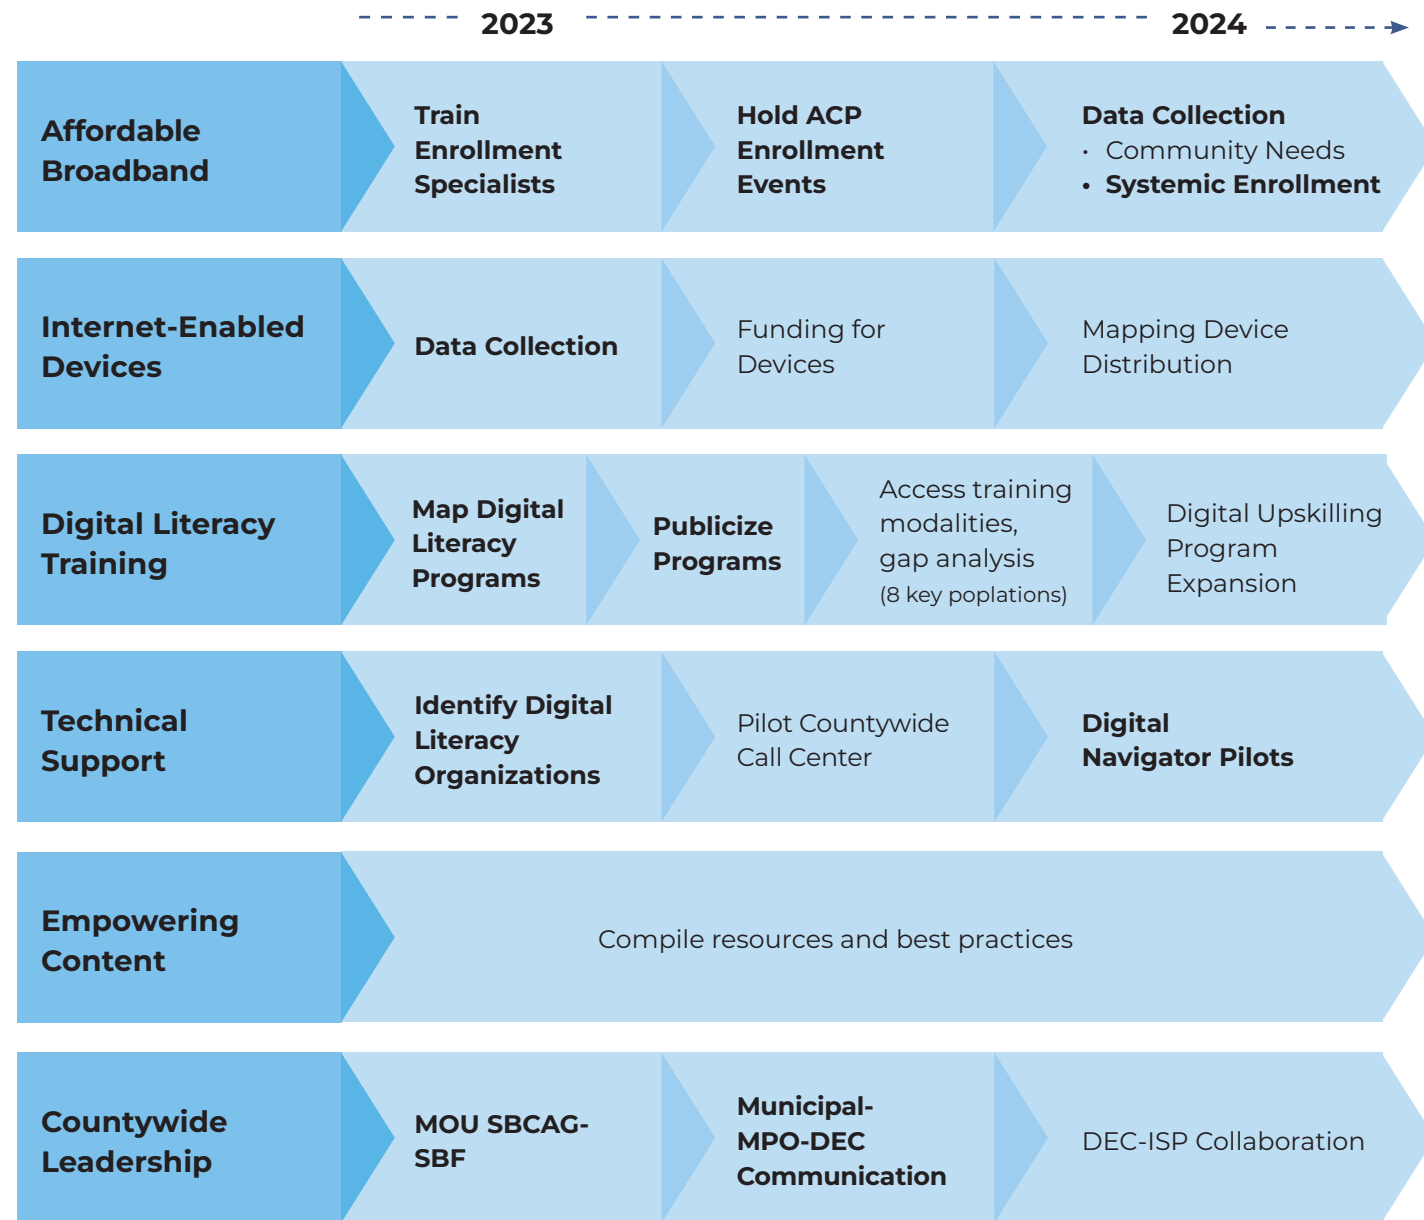 2023 2024
Affordable
Broadband
Train
Enrollment
Specialists
Hold ACP
Enrollment
Events
Data Collection
· Community Needs
• Systemic Enrollment
Internet-Enabled
Devices
Data Collection
Funding for
Devices
Mapping Device
Distribution
Digital Literacy
Training
Map Digital
Literacy
Programs
Publicize
Programs
Access training
modalities,
gap analysis
(8 key poplations)
Digital Upskilling
Program
Expansion
Technical
Support
Identify Digital
Literacy
Organizations
Pilot Countywide
Call Center
Digital
Navigator Pilots
Empowering
Content
Compile resources and best practices
Countywide
Leadership
MOU SBCAG-
SBF
Municipal-
MPO-DEC
Communication
DEC-ISP Collaboration